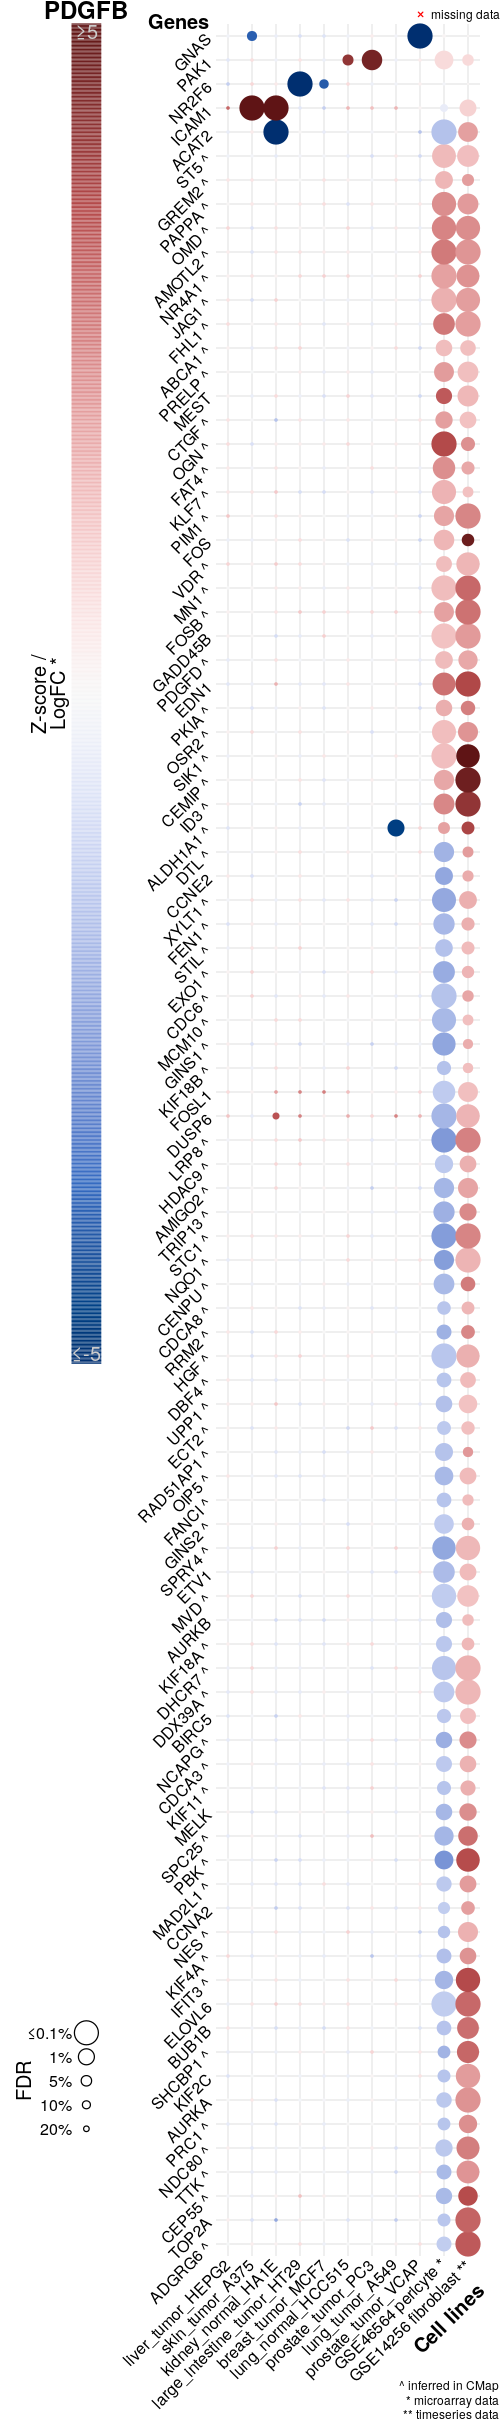 PDGFB
≥5
Genes
× missing data
GNAS
PAK1
NR2F6
ICAM1
ACAT2
ST5 ^
GREM2 ^
PAPPA ^
OMD ^
AMOTL2 ^
NR4A1 ^
JAG1 ^
FHL1 ^
ABCA1 ^
PRELP ^
MEST
CTGF ^
OGN ^
FAT4 ^
KLF7 ^
PIM1 ^
FOS
VDR ^
MN1 ^
FOSB ^
GADD45B
PDGFD ^
EDN1
PKIA ^
OSR2 ^
SIK1 ^
CEMIP ^
ID3
ALDH1A1 ^
DTL ^
CCNE2
XYLT1 ^
FEN1 ^
STIL ^
EXO1 ^
CDC6 ^
MCM10 ^
GINS1 ^
KIF18B ^
FOSL1
DUSP6
LRP8 ^
HDAC9 ^
AMIGO2 ^
TRIP13 ^
STC1 ^
NQO1 ^
CENPU ^
CDCA8 ^
RRM2 ^
HGF ^
DBF4 ^
UPP1 ^
ECT2 ^
RAD51AP1 ^
OIP5 ^
FANCI ^
GINS2 ^
SPRY4 ^
ETV1
MVD ^
AURKB
KIF18A ^
DHCR7 ^
DDX39A ^
BIRC5
NCAPG ^
CDCA3 ^
KIF11 ^
MELK
SPC25 ^
PBK ^
MAD2L1 ^
CCNA2
NES ^
KIF4A ^
IFIT3 ^
ELOVL6
BUB1B
SHCBP1 ^
KIF2C
AURKA
PRC1 ^
NDC80 ^
TTK ^
CEP55 ^
TOP2A
ADGRG6 ^
Z-score /
LogFC *
≤-5
≤0.1%
1%
5%
10%
20%
FDR
liver_tumor_HEPG2
skin_tumor_A375
kidney_normal_HA1E
large_Intestine_tumor_HT29
breast_tumor_MCF7
lung_normal_HCC515
prostate_tumor_PC3
lung_tumor_A549
prostate_tumor_VCAP
GSE46564 pericyte *
GSE14256 fibroblast **
Cell lines
^ inferred in CMap
* microarray data
** timeseries data